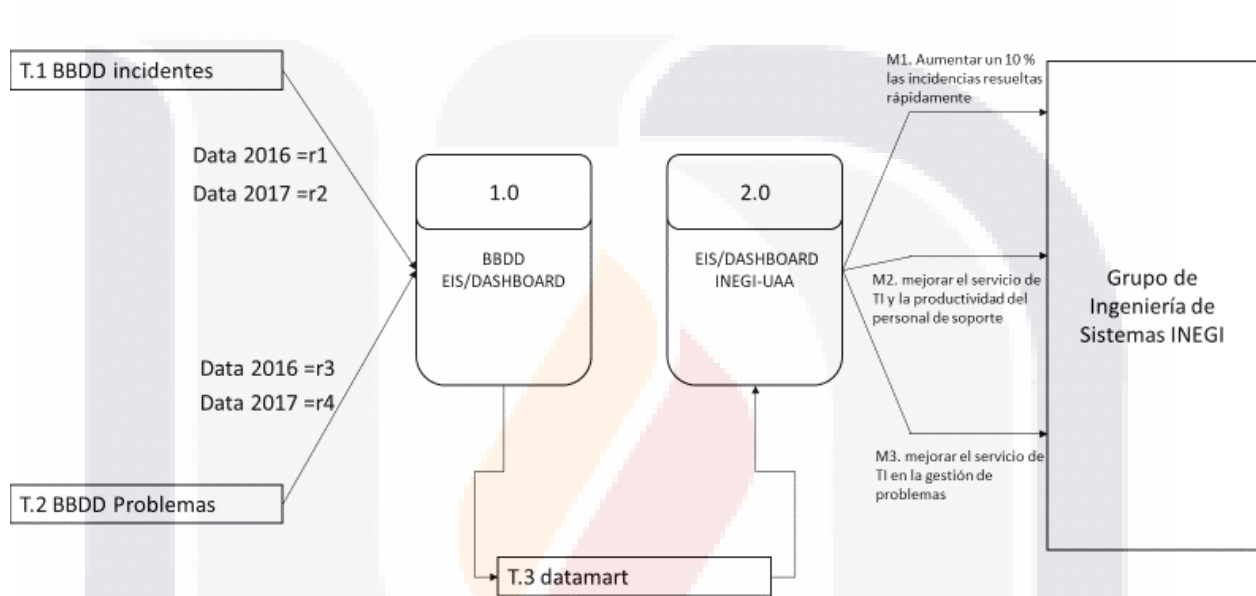 T.1 BBDD incidentes
Data 2016 =r1
Data 2017 =r2
Data 2016 =r3
Data 2017 =r4
T.2 BBDD Problemas
1.0
BBDD
EIS/DASHBOARD
T.3 datamart
2.0
EIS/DASHBOARD
INEGI-UAA
M1. Aumentar un 10 %
las incidencias resueltas
rápidamente
M2. mejorar el servicio de
TI y la productividad del
personal de soporte
M3. mejorar el servicio de
TI en la gestión de
problemas
Grupo de
Ingeniería de
Sistemas INEGI